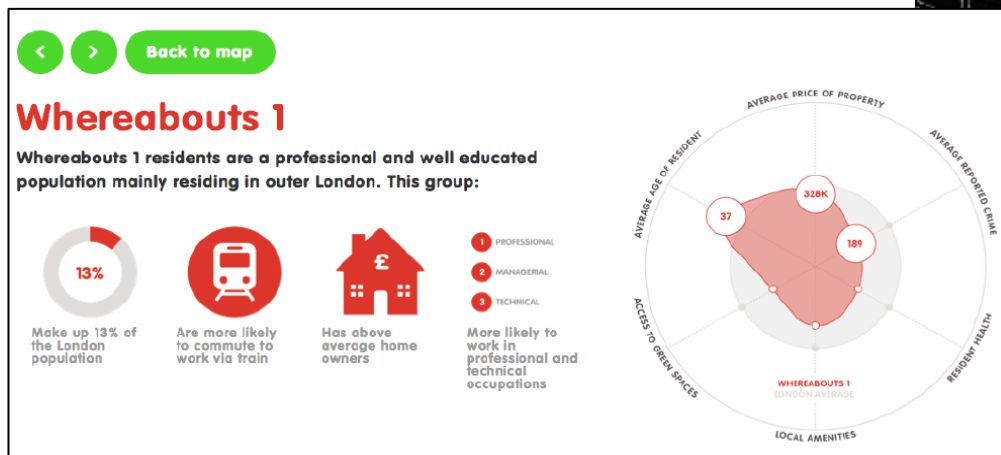 < > Back to map
Whereabouts 1
Whereabouts 1 residents are a professional and well educated
population mainly residing in outer London. This group:
13%
Make up 13% of
the London
population
Are more likely
to commute to
work via train
£
Has above
average home
owners
1 PROFESSIONAL
2 MANAGERIAL
3 TECHNICAL
More likely to
work in
professional and
technical
occupations
AVERAGE PRICE OF PROPERTY
AVERAGE REPORTED CRIME
RESIDENT HEALTH
LOCAL AMENITIES
ACCESS TO GREEN SPACES
AVERAGE AGE OF RESIDENT
328K
37
189
WHEREABOUTS 1
LONDON AVERAGE